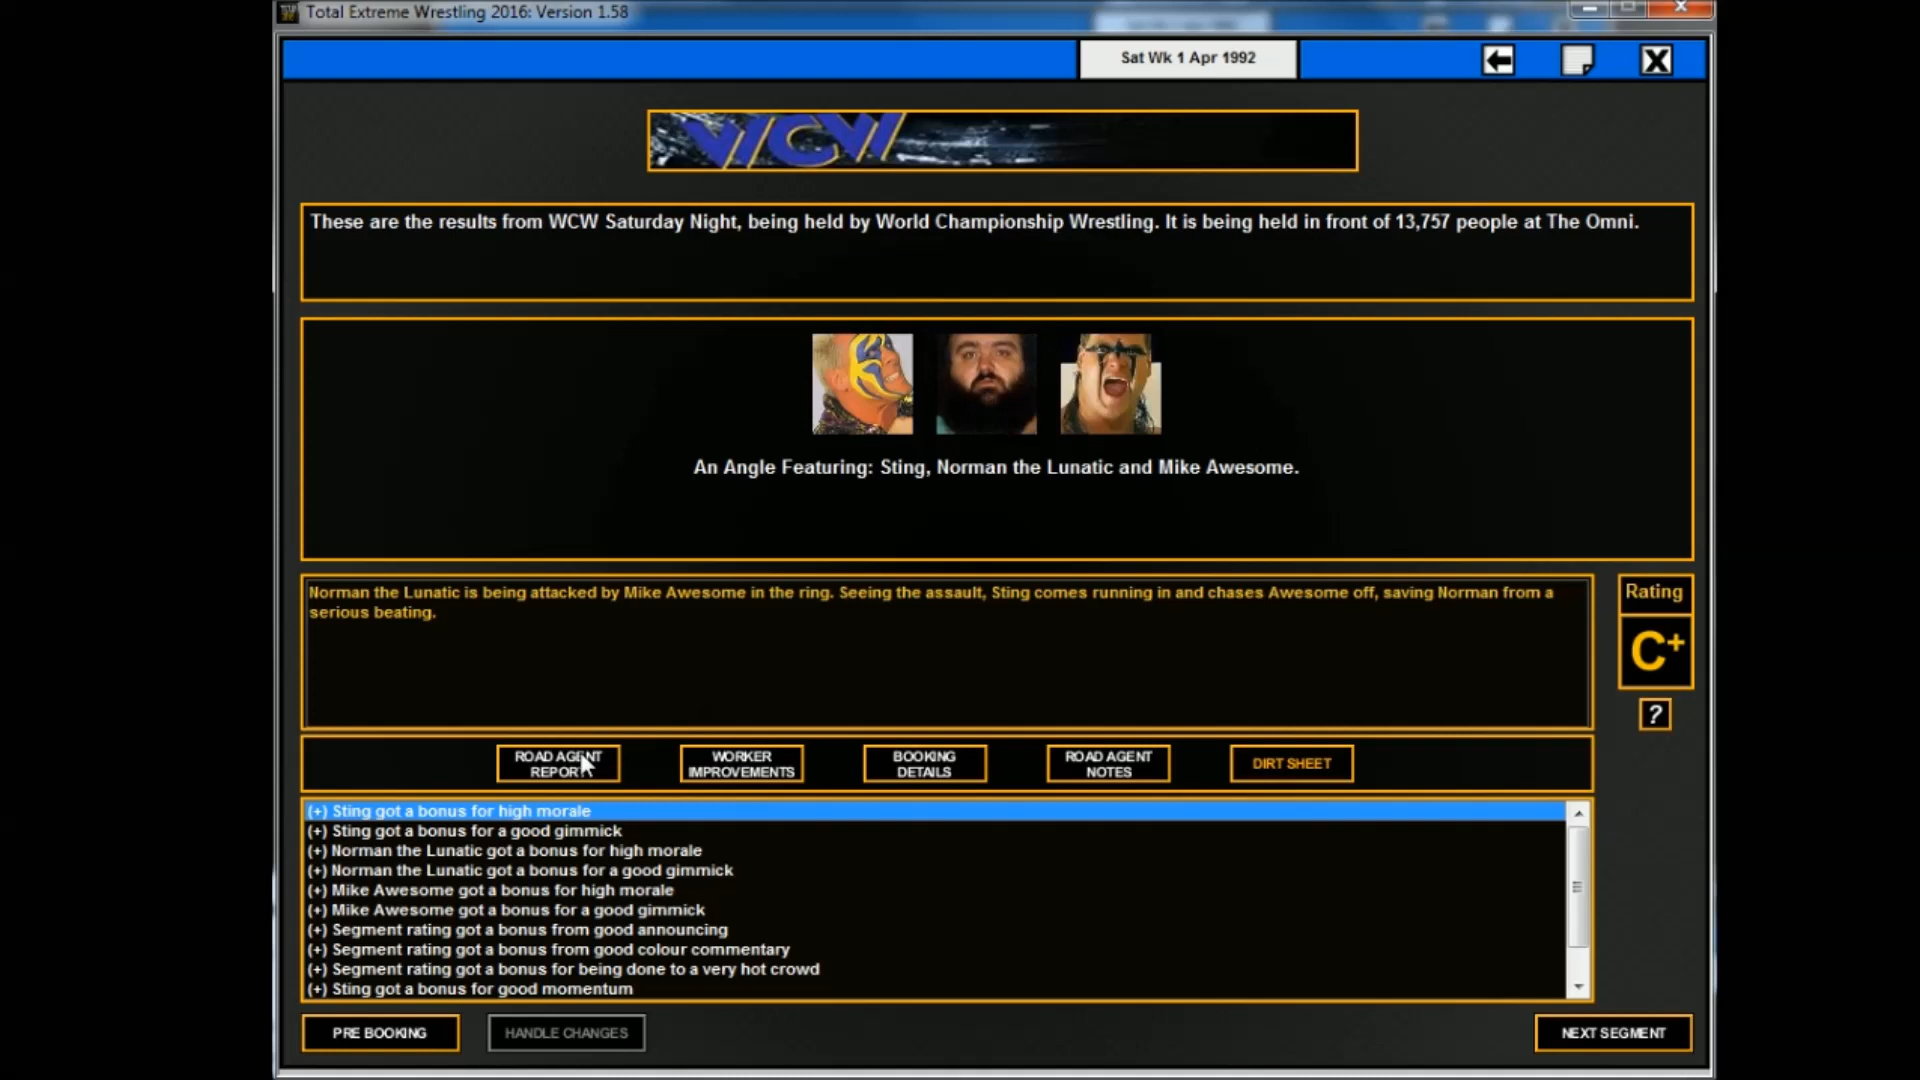 Total Extreme Wrestling 2016: Version 1.58
Sat Wk 1 Apr 1992
WCW
These are the results from WCW Saturday Night, being held by World Championship Wrestling. It is being held in front of 13,757 people at The Omni.
An Angle Featuring: Sting, Norman the Lunatic and Mike Awesome.
Norman the Lunatic is being attacked by Mike Awesome in the ring. Seeing the assault, Sting comes running in and chases Awesome off, saving Norman from a
serious beating.
Rating
C+
?
ROAD AGENT
REPORT
WORKER
IMPROVEMENTS
BOOKING
DETAILS
ROAD AGENT
NOTES
DIRT SHEET
(+) Sting got a bonus for high morale
(+) Sting got a bonus for a good gimmick
(+) Norman the Lunatic got a bonus for high morale
(+) Norman the Lunatic got a bonus for a good gimmick
(+) Mike Awesome got a bonus for high morale
(+) Mike Awesome got a bonus for a good gimmick
(+) Segment rating got a bonus from good announcing
(+) Segment rating got a bonus from good colour commentary
(+) Segment rating got a bonus for being done to a very hot crowd
(+) Sting got a bonus for good momentum
PRE BOOKING
HANDLE CHANGES
NEXT SEGMENT